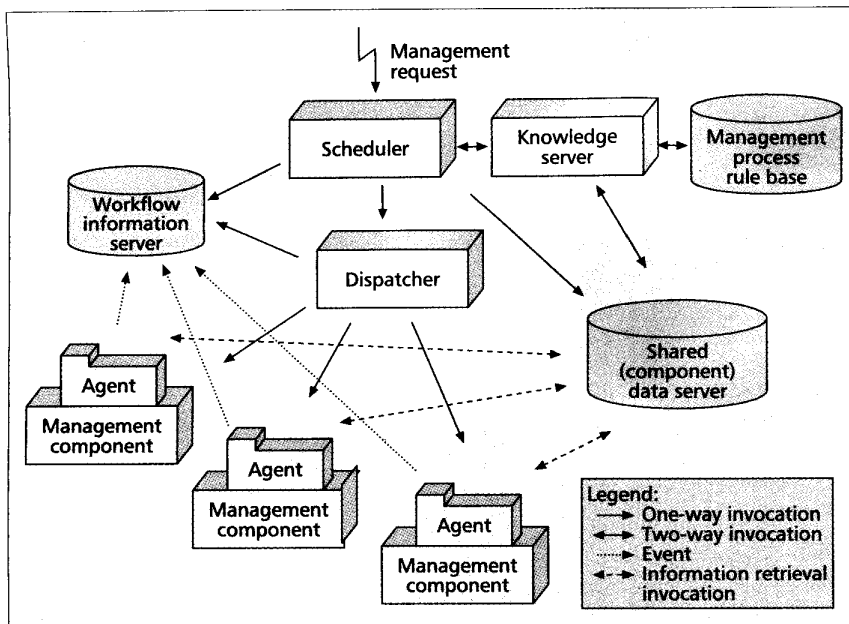 Management
request
Scheduler
Knowledge
server
Management
process
rule base
Workflow
information
server
Dispatcher
Shared
(component)
data server
Agent
Management
component
Agent
Management
component
Agent
Management
component
Legend:
One-way invocation
Two-way invocation
Event
Information retrieval
invocation